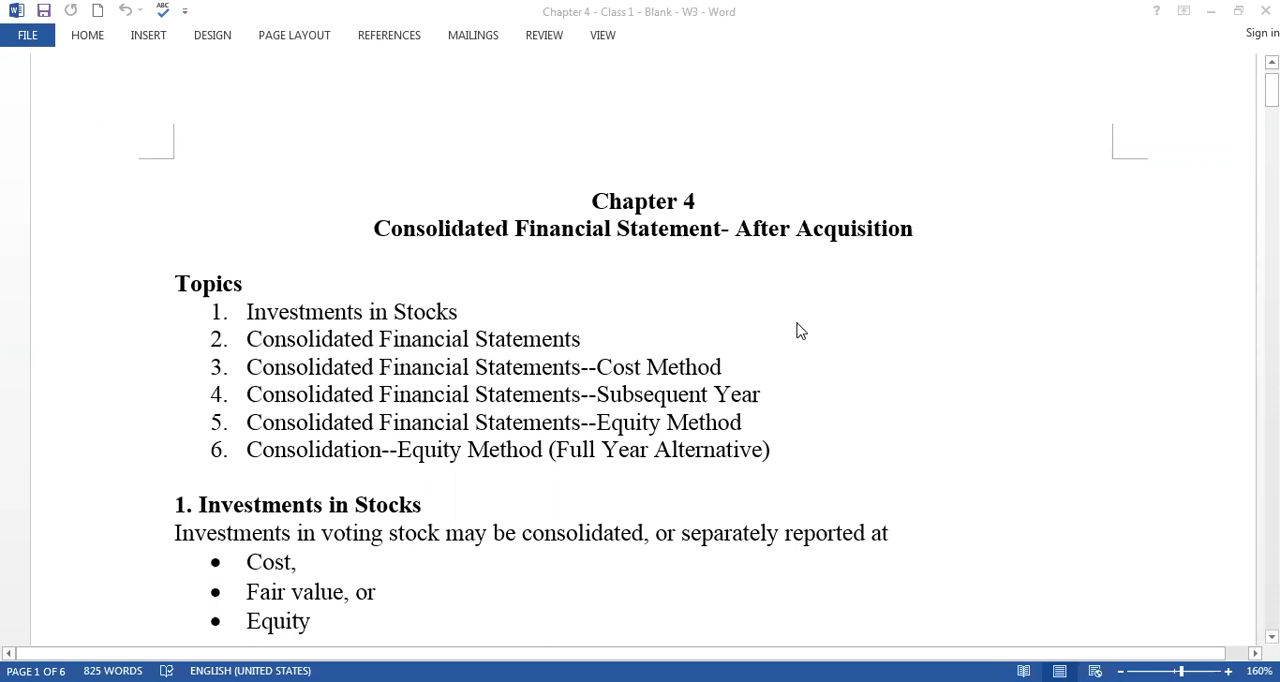 ABC
Chapter 4 - Class 1 - Blank - W3 - Word
?
FILE HOME INSERT DESIGN PAGE LAYOUT REFERENCES MAILINGS REVIEW VIEW
Sign in
Chapter 4
Consolidated Financial Statement- After Acquisition
Topics
1. Investments in Stocks
2. Consolidated Financial Statements
3. Consolidated Financial Statements--Cost Method
4. Consolidated Financial Statements--Subsequent Year
5. Consolidated Financial Statements--Equity Method
6. Consolidation--Equity Method (Full Year Alternative)
1. Investments in Stocks
Investments in voting stock may be consolidated, or separately reported at
• Cost,
• Fair value, or
• Equity
PAGE 1 OF 6 825 WORDS ENGLISH (UNITED STATES) 160%